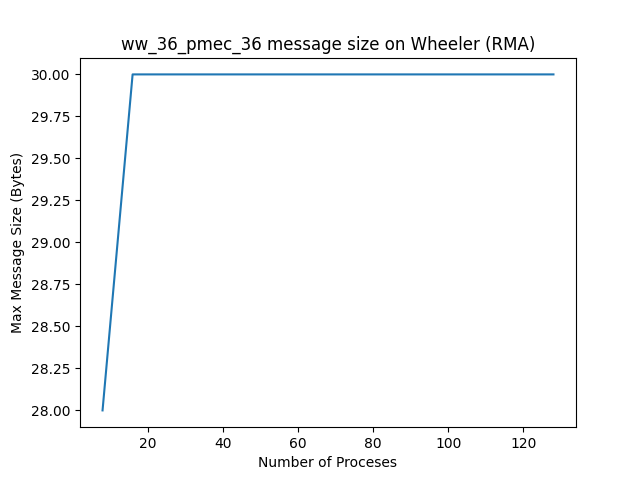 ww_36_pmec_36 message size on Wheeler (RMA)
Max Message Size (Bytes)
30.00
29.75
29.50
29.25
29.00
28.75
28.50
28.25
28.00
20 40 60 80 100 120
Number of Proceses